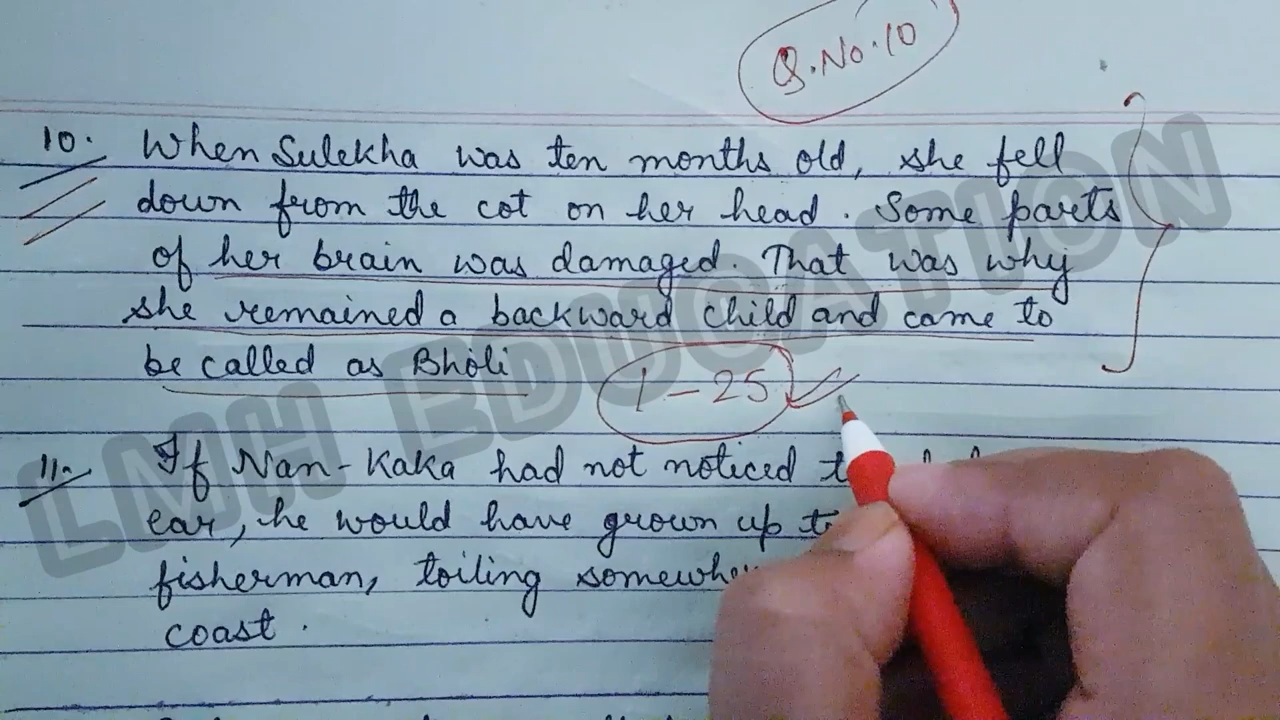 Q.No.10
10. When Sulekha was ten months old, she fell
down from the cot on her head. Some parts
of her brain was damaged. That was why
she remained a backward child and came to
be called as Bholi
1-25
11. If Nan-Kaka had not noticed
ear, he would have grown up
fisherman, toiling
coast.
LMH EDUCATION